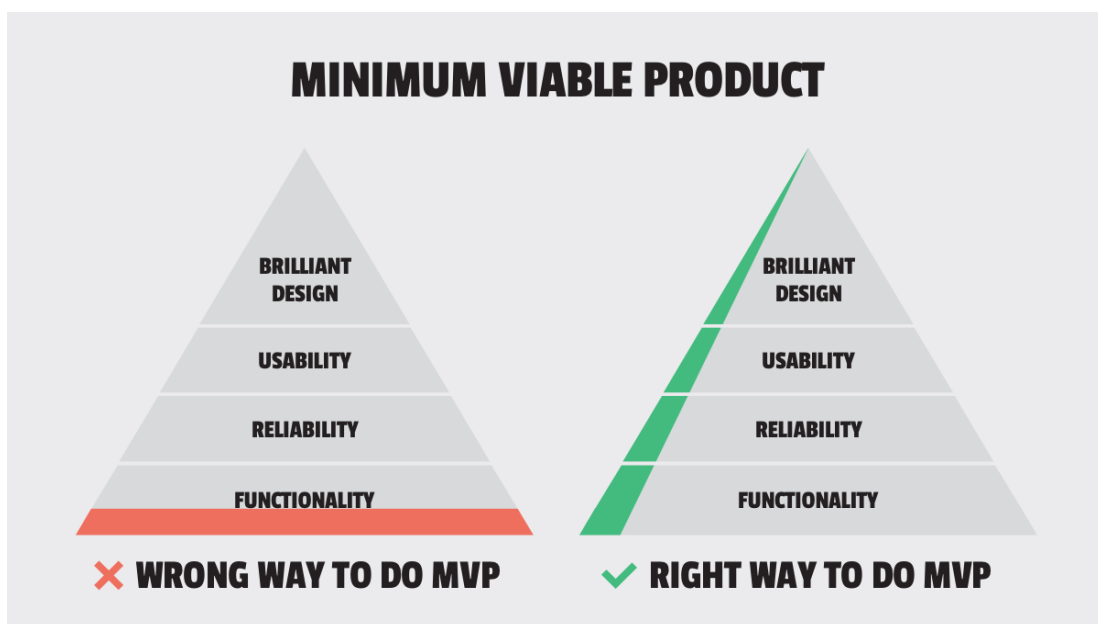 MINIMUM VIABLE PRODUCT
BRILLIANT
DESIGN
USABILITY
RELIABILITY
FUNCTIONALITY
WRONG WAY TO DO MVP
BRILLIANT
DESIGN
USABILITY
RELIABILITY
FUNCTIONALITY
RIGHT WAY TO DO MVP